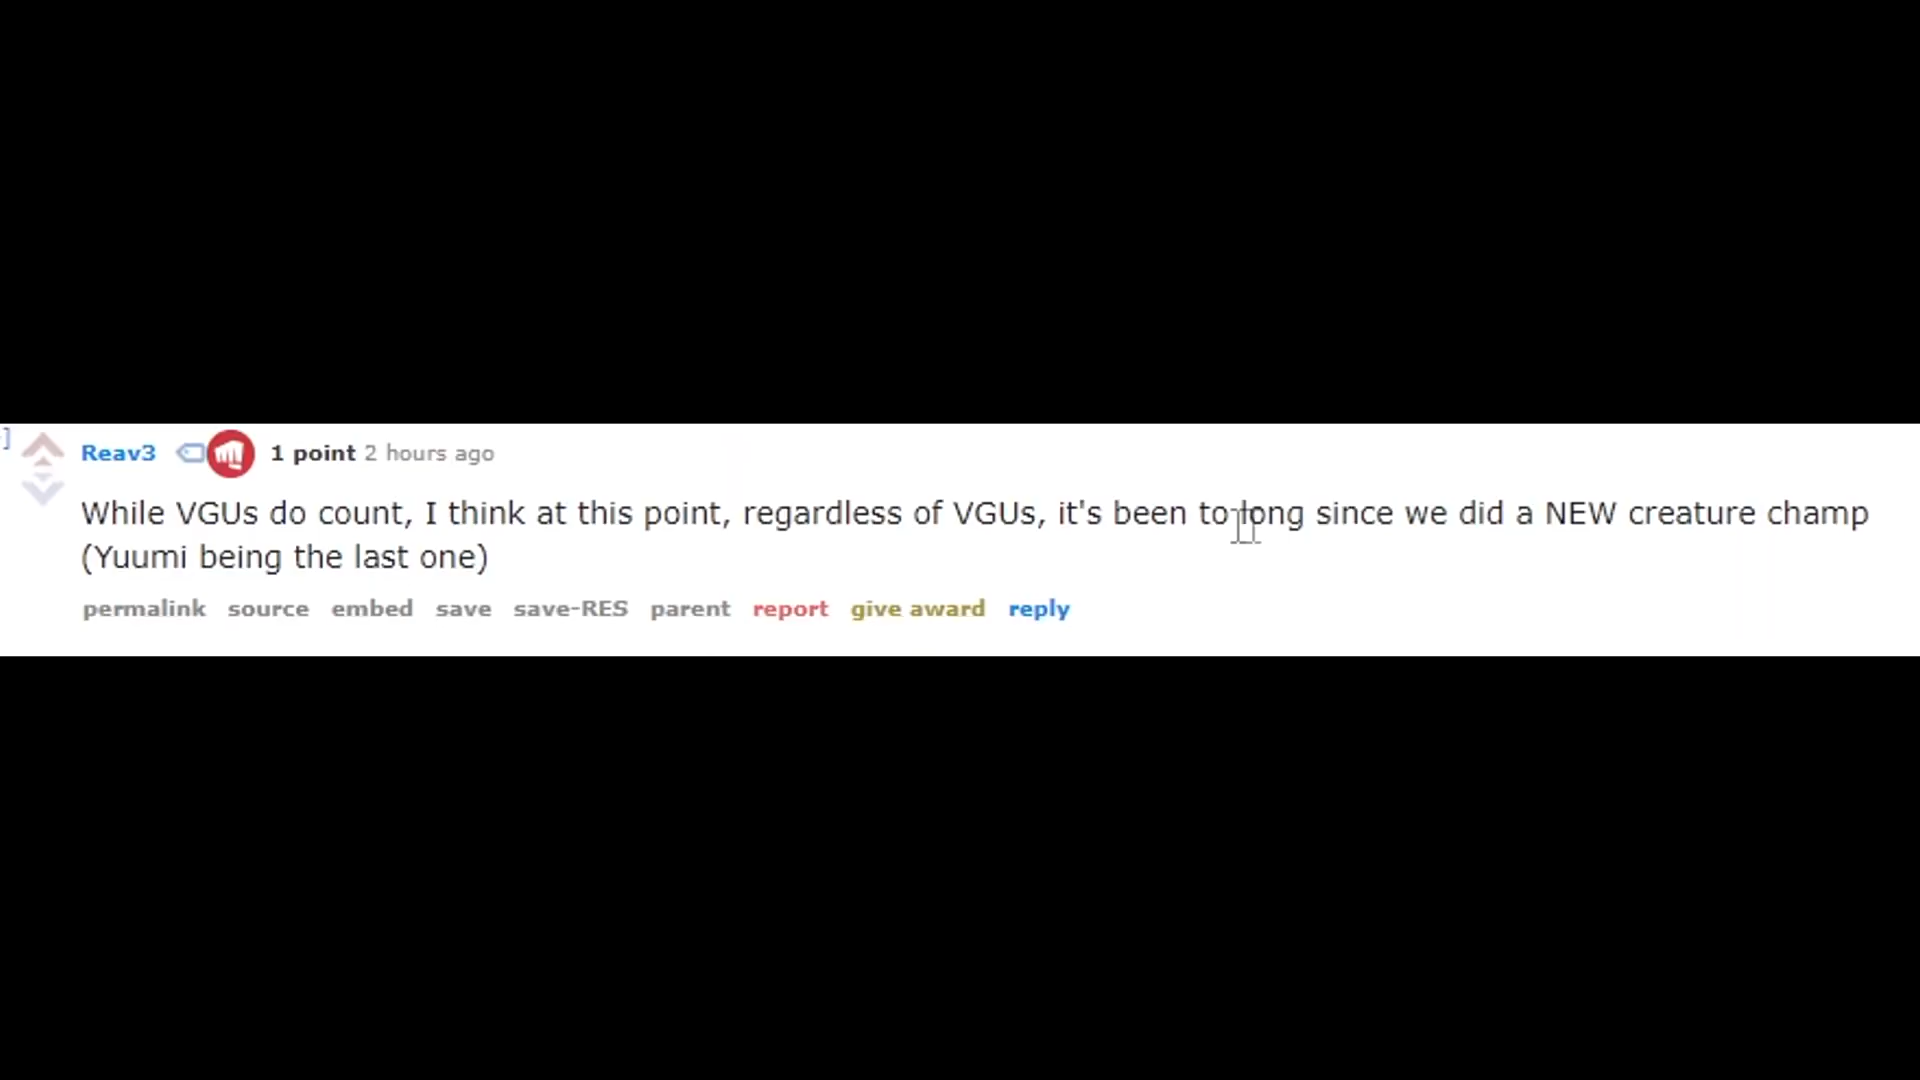 Reav3 1 point 2 hours ago
While VGUs do count, I think at this point, regardless of VGUs, it's been to long since we did a NEW creature champ
(Yuumi being the last one)
permalink source embed save save-RES parent report give award reply